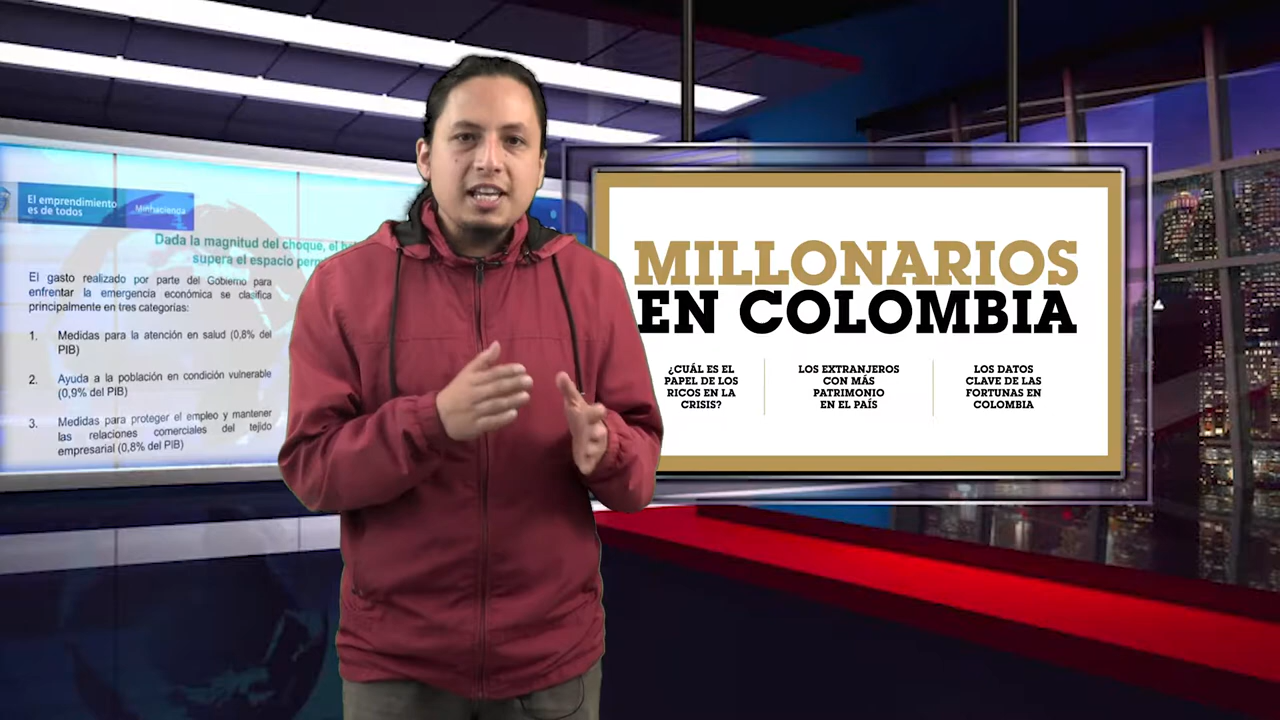 El emprendimiento
es de todos
Minhacienda
Dada la magnitud del choque, el
supera el espacio
El gasto realizado por parte del Gobierno para
enfrentar la emergencia económica se clasifica
principalmente en tres categorías:
1. Medidas para la atención en salud (0,8% del
PIB)
2. Ayuda a la población en condición vulnerable
(0,9% del PIB)
3. Medidas para proteger el empleo y mantener
las relaciones comerciales del tejido
empresarial (0,8% del PIB)
MILLONARIOS
EN COLOMBIA
¿CUÁL ES EL
PAPEL DE LOS
RICOS EN LA
CRISIS?
LOS EXTRANJEROS
CON MÁS
PATRIMONIO
EN EL PAÍS
LOS DATOS
CLAVE DE LAS
FORTUNAS EN
COLOMBIA